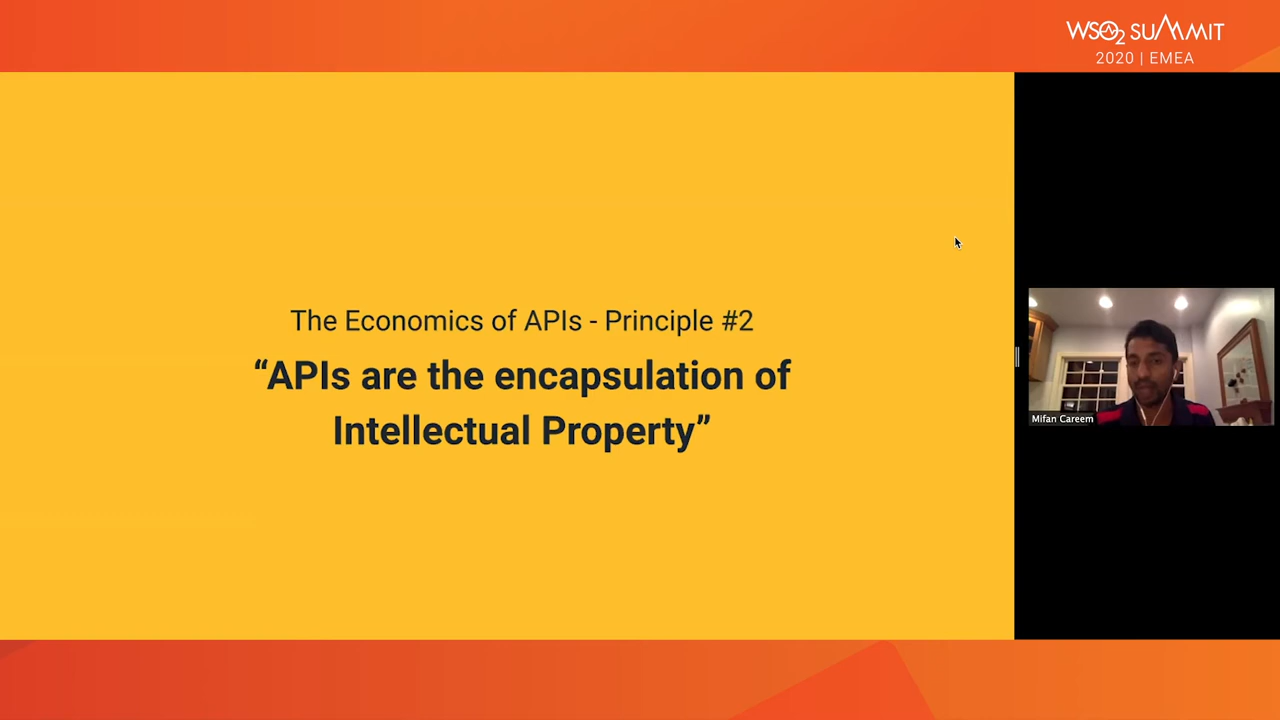 WSO2 SUMMIT
2020 | EMEA
The Economics of APIs - Principle #2
“APIs are the encapsulation of
Intellectual Property”
Mifan Careem